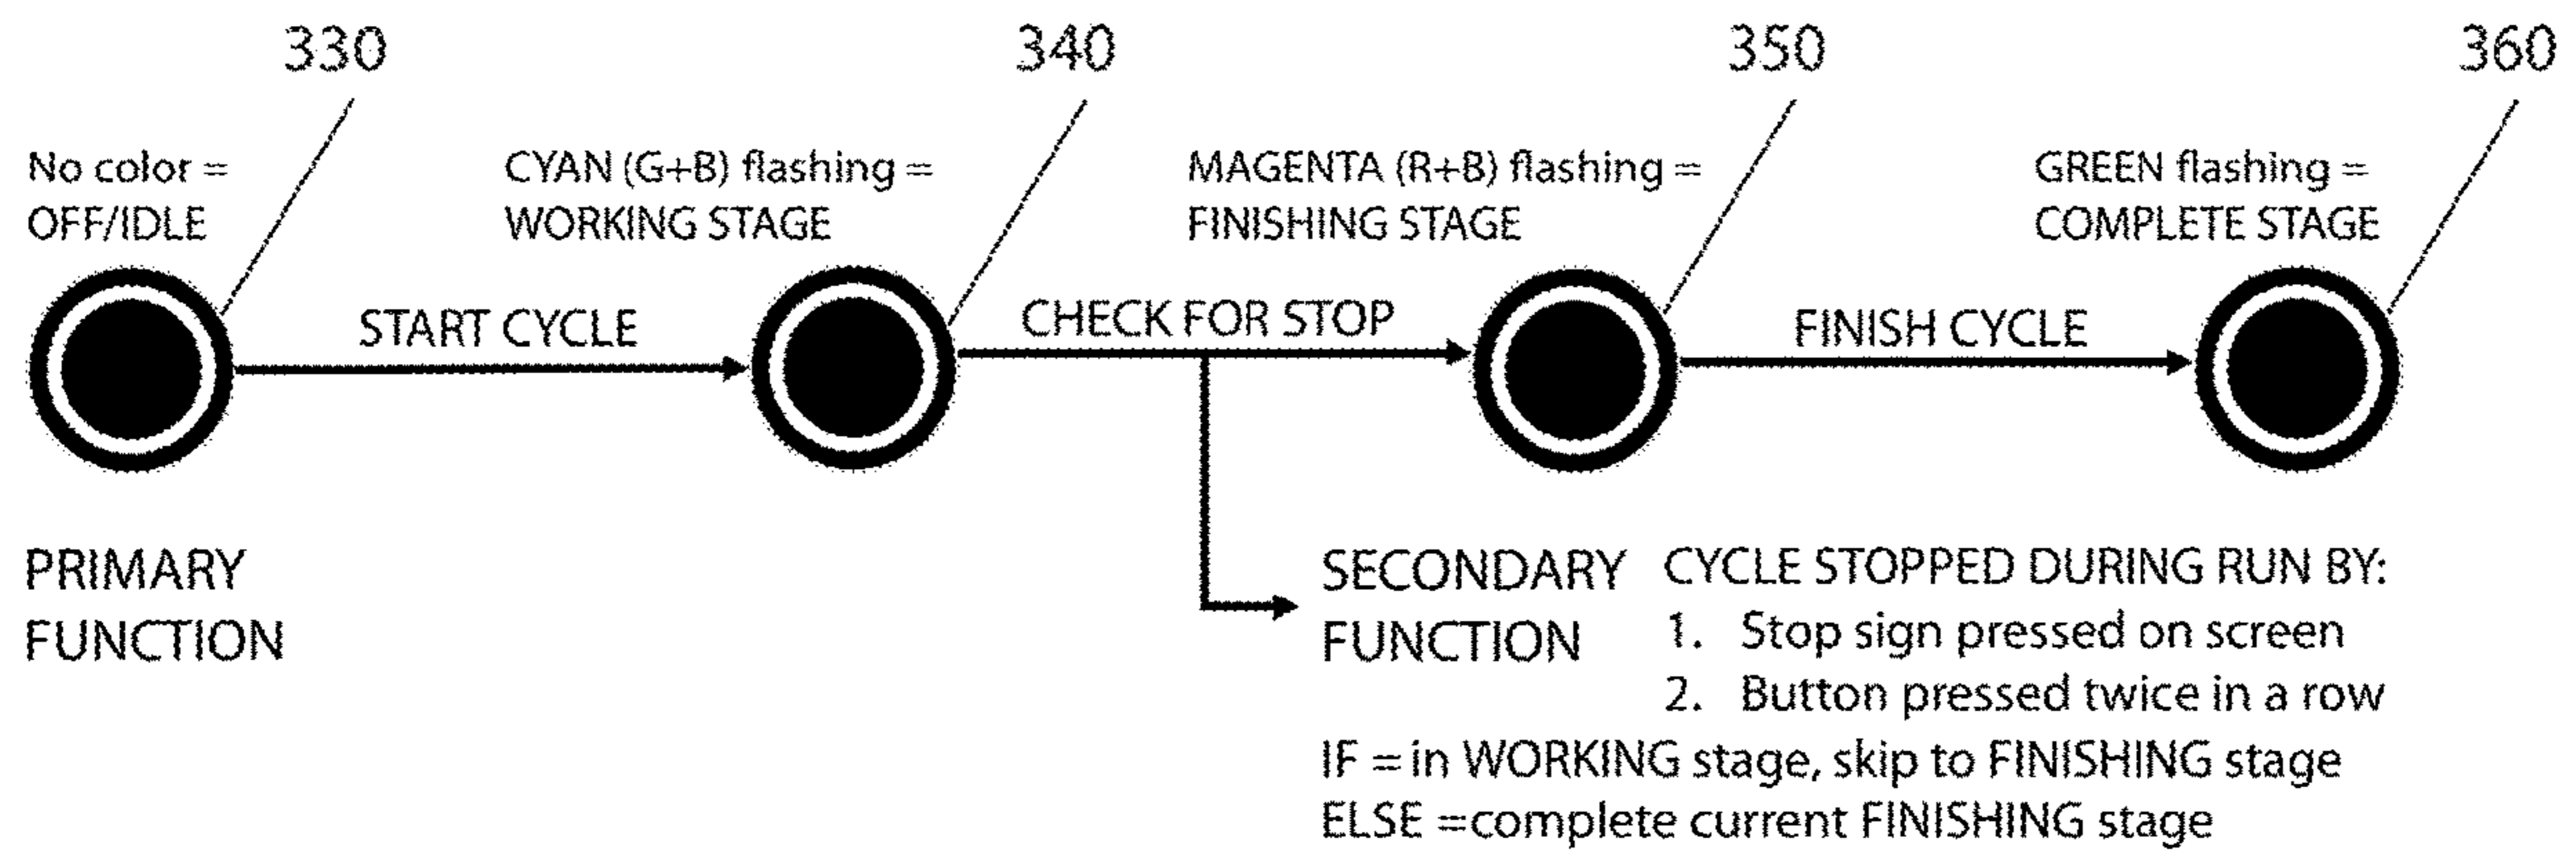 330
340
350
360
No color =
OFF/IDLE
CYAN (G+B) flashing =
WORKING STAGE
MAGENTA (R+B) flashing =
FINISHING STAGE
GREEN flashing =
COMPLETE STAGE
START CYCLE
CHECK FOR STOP
FINISH CYCLE
PRIMARY
FUNCTION
SECONDARY
FUNCTION
CYCLE STOPPED DURING RUN BY:
1. Stop sign pressed on screen
2. Button pressed twice in a row
IF = in WORKING stage, skip to FINISHING stage
ELSE =complete current FINISHING stage